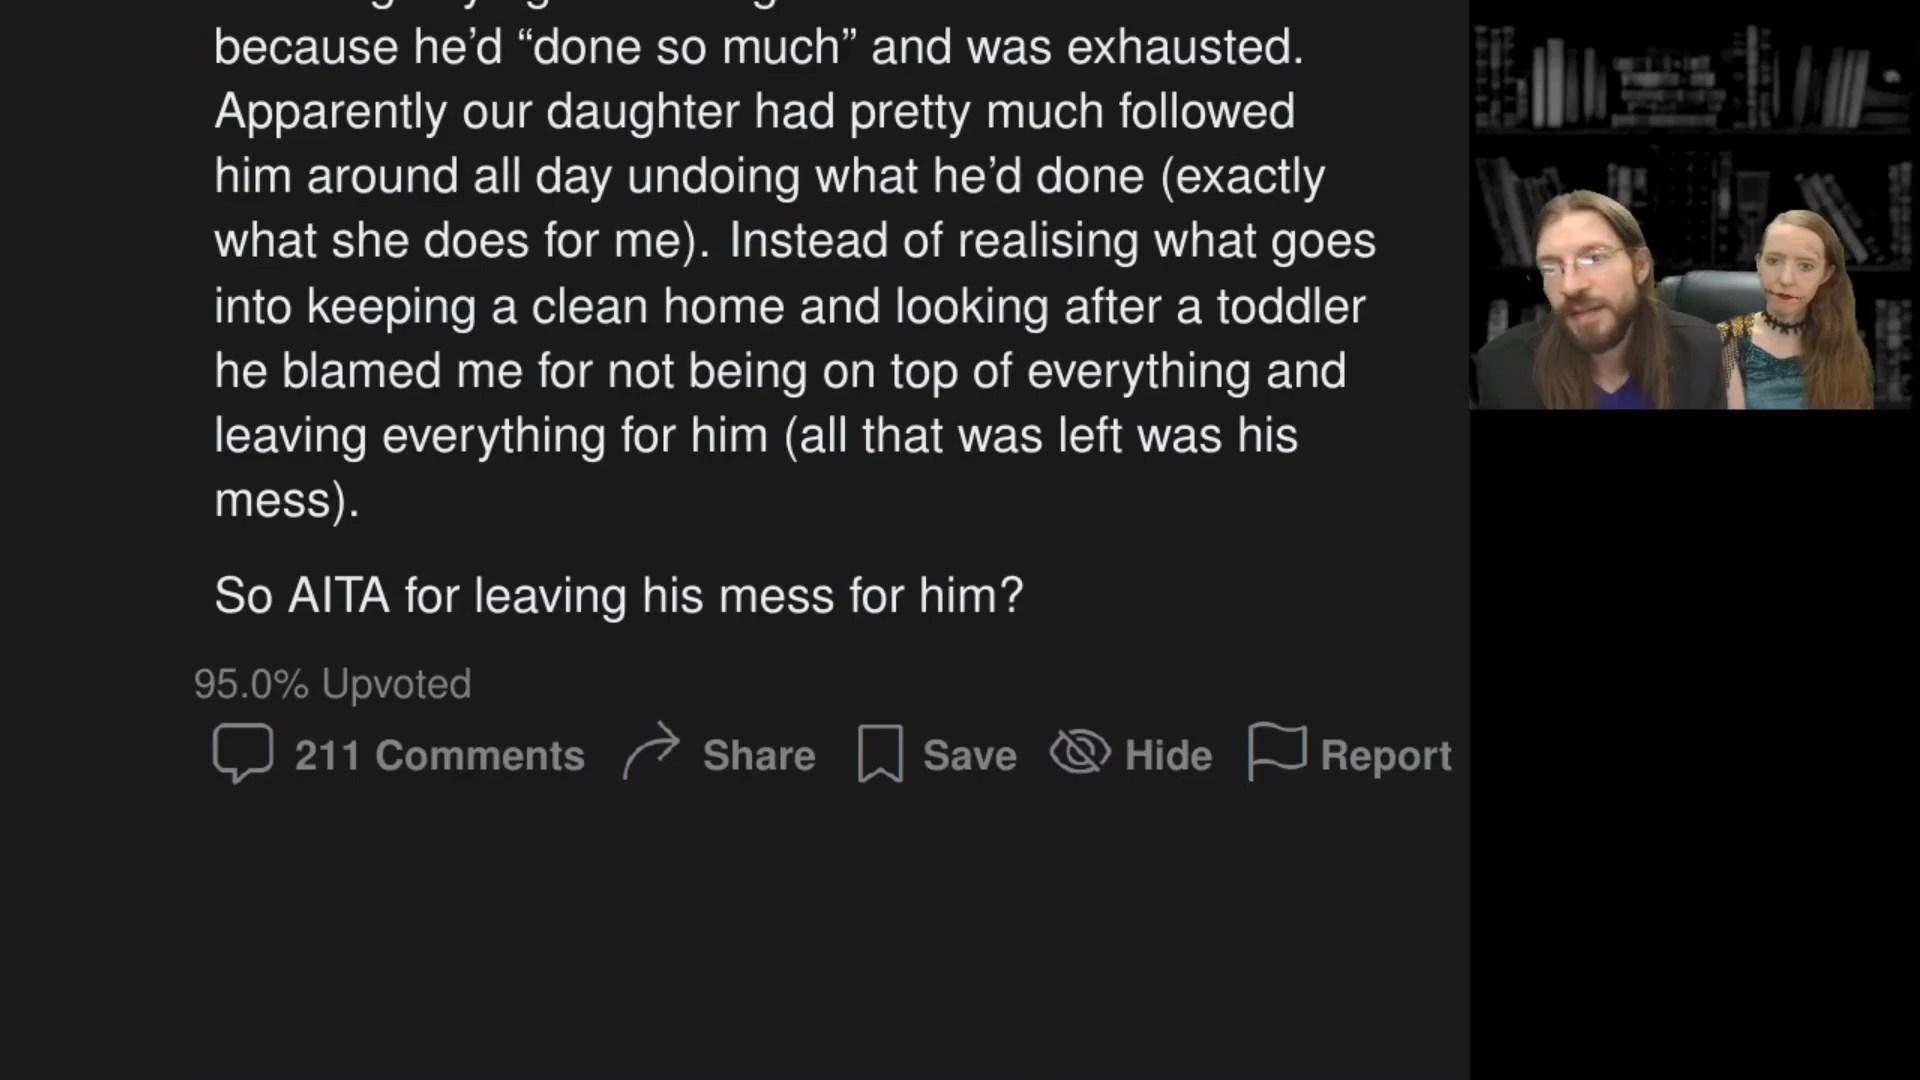 because he’d “done so much” and was exhausted.
Apparently our daughter had pretty much followed
him around all day undoing what he’d done (exactly
what she does for me). Instead of realising what goes
into keeping a clean home and looking after a toddler
he blamed me for not being on top of everything and
leaving everything for him (all that was left was his
mess).
So AITA for leaving his mess for him?
95.0% Upvoted
211 Comments Share Save Hide Report